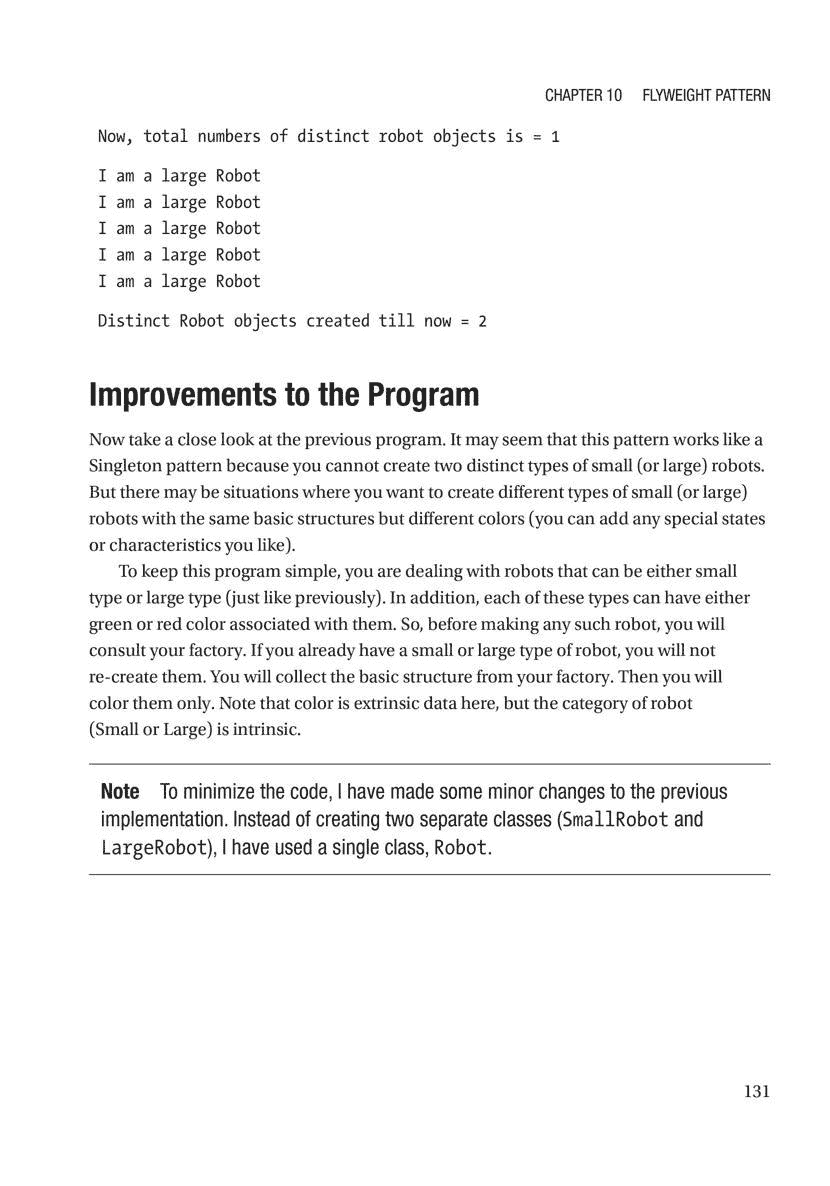 CHAPTER 10 FLYWEIGHT PATTERN
Now, total numbers of distinct robot objects is = 1
I am a large Robot
I am a large Robot
I am a large Robot
I am a large Robot
I am a large Robot
Distinct Robot objects created till now = 2
Improvements to the Program
Now take a close look at the previous program. It may seem that this pattern works like a
Singleton pattern because you cannot create two distinct types of small (or large) robots.
But there may be situations where you want to create different types of small (or large)
robots with the same basic structures but different colors (you can add any special states
or characteristics you like).
To keep this program simple, you are dealing with robots that can be either small
type or large type (just like previously). In addition, each of these types can have either
green or red color associated with them. So, before making any such robot, you will
consult your factory. If you already have a small or large type of robot, you will not
re-create them. You will collect the basic structure from your factory. Then you will
color them only. Note that color is extrinsic data here, but the category of robot
(Small or Large) is intrinsic.
Note To minimize the code, I have made some minor changes to the previous
implementation. Instead of creating two separate classes (SmallRobot and
LargeRobot), I have used a single class, Robot.
131